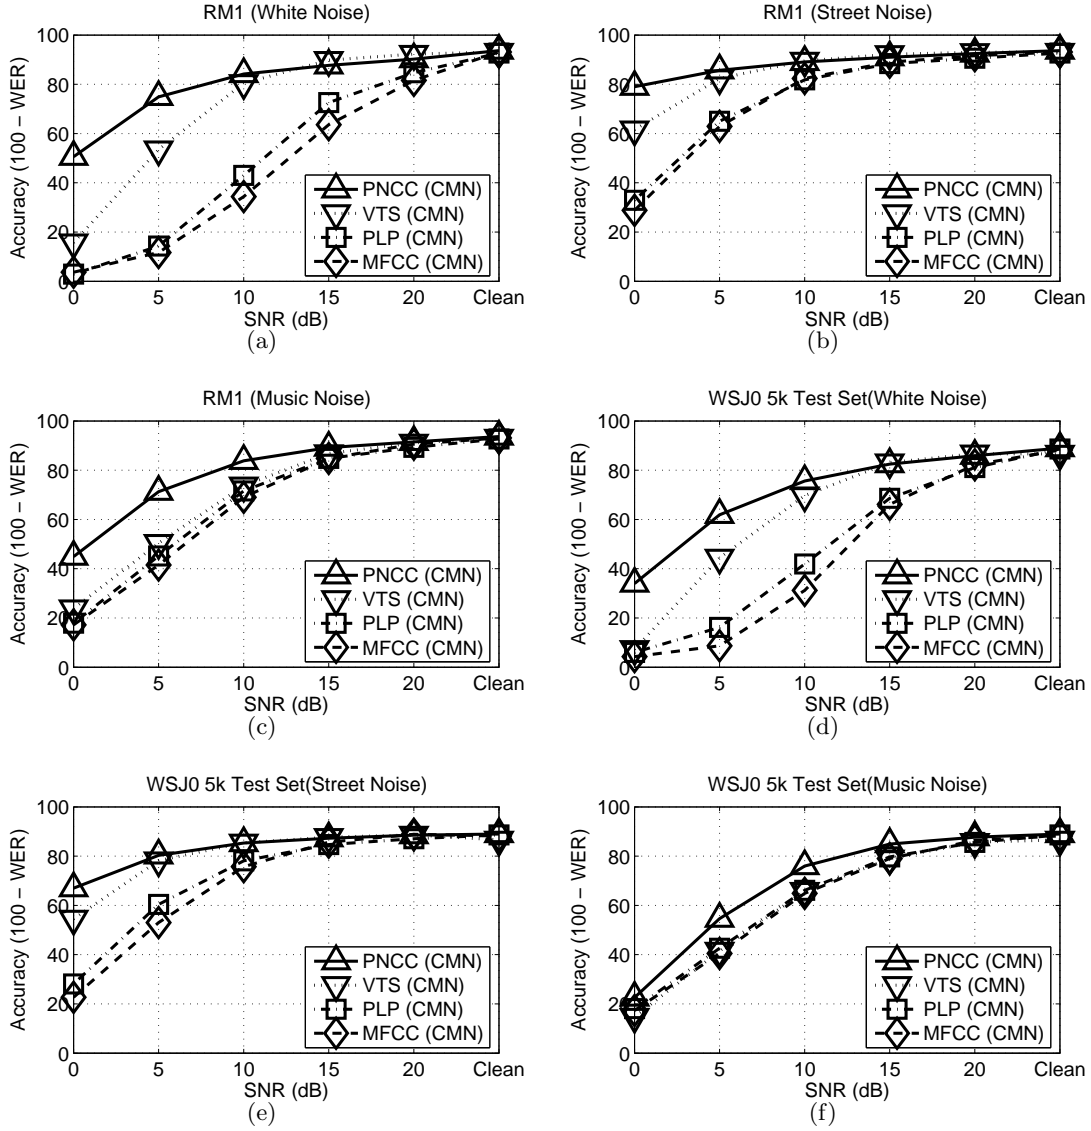 RM1 (White Noise)
Accuracy (100 − WER)
100
80
60
40
20
0
0 5 10 15 20 Clean
SNR (dB)
PNCC (CMN)
VTS (CMN)
PLP (CMN)
MFCC (CMN)
(a)
RM1 (Street Noise)
Accuracy (100 − WER)
100
80
60
40
20
0
0 5 10 15 20 Clean
SNR (dB)
PNCC (CMN)
VTS (CMN)
PLP (CMN)
MFCC (CMN)
(b)
RM1 (Music Noise)
Accuracy (100 − WER)
100
80
60
40
20
0
0 5 10 15 20 Clean
SNR (dB)
PNCC (CMN)
VTS (CMN)
PLP (CMN)
MFCC (CMN)
(c)
WSJ0 5k Test Set(White Noise)
Accuracy (100 − WER)
100
80
60
40
20
0
0 5 10 15 20 Clean
SNR (dB)
PNCC (CMN)
VTS (CMN)
PLP (CMN)
MFCC (CMN)
(d)
WSJ0 5k Test Set(Street Noise)
Accuracy (100 − WER)
100
80
60
40
20
0
0 5 10 15 20 Clean
SNR (dB)
PNCC (CMN)
VTS (CMN)
PLP (CMN)
MFCC (CMN)
(e)
WSJ0 5k Test Set(Music Noise)
Accuracy (100 − WER)
100
80
60
40
20
0
0 5 10 15 20 Clean
SNR (dB)
PNCC (CMN)
VTS (CMN)
PLP (CMN)
MFCC (CMN)
(f)